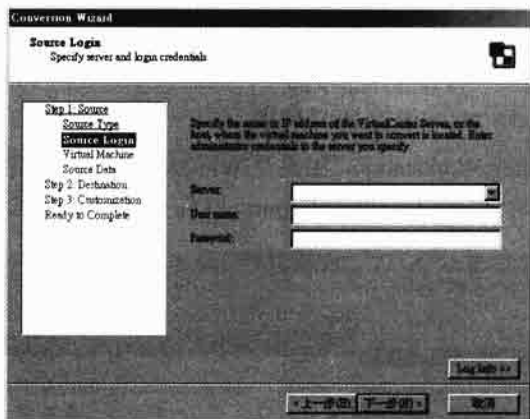 Conversion Wizard
Source Login
Specify server and login credentials
Step 1: Source
Source Type
Source Login
Virtual Machine
Source Data
Step 2: Destination
Step 3: Customization
Ready to Complete
Specify the name or IP address of the VirtualCenter Server, or the
host, where the virtual machine you want to convert is located. Enter
administrator credentials to the server you specify.
Server:
User name:
Password:
Log Info >>
< 上一步(B)
下一步(N) >
取消